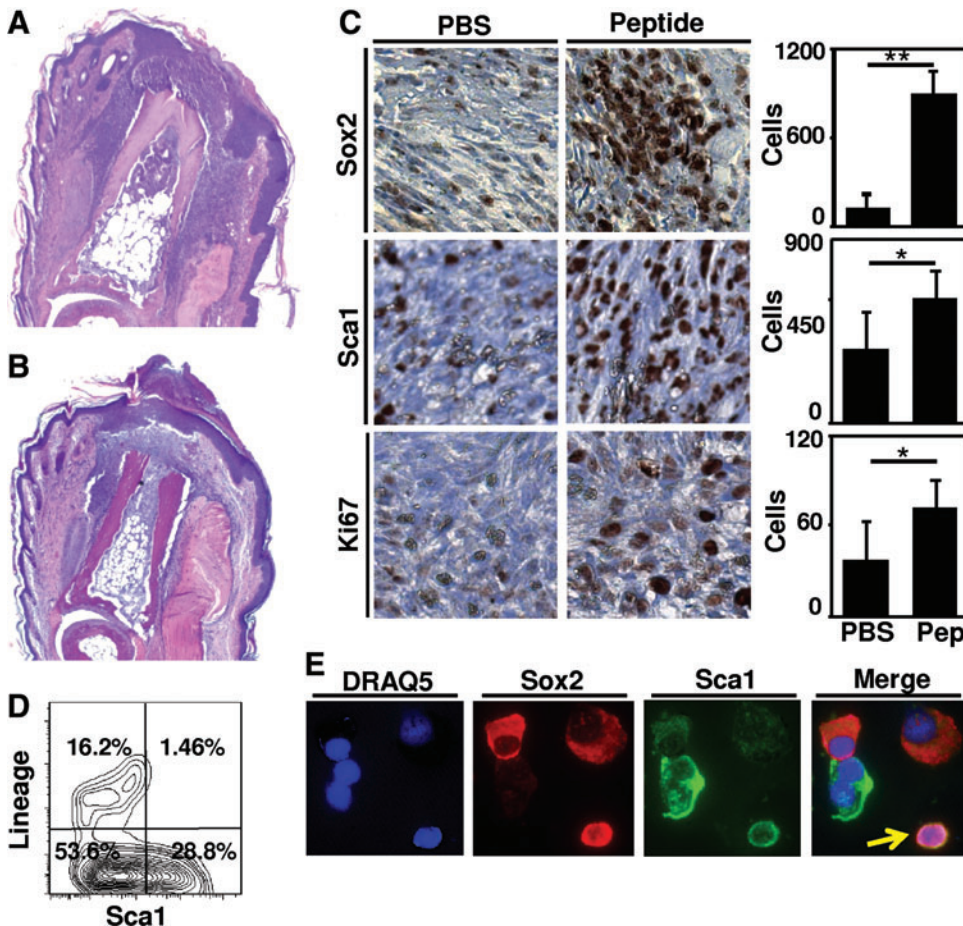 A
B
C
PBS
Peptide
Sox2
1200
600
0
Cells
**
Sca1
900
450
0
Cells
*
Ki67
120
60
0
Cells
*
PBS Pep
D
16.2% 1.46%
53.6% 28.8%
Lineage
Sca1
E
DRAQ5 Sox2 Sca1 Merge